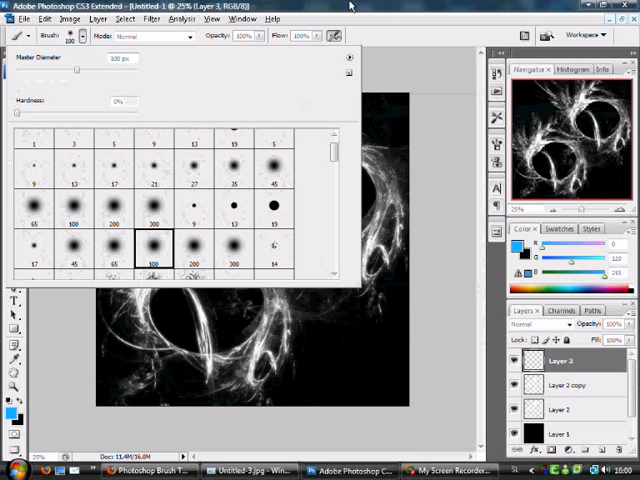 Adobe Photoshop CS3 Extended - [Untitled-1 @ 25% (Layer 3, RGB/8)]
File Edit Image Layer Select Filter Analysis View Window Help
Brush: 100 Mode: Normal Opacity: 100% Flow: 100% Workspace
Master Diameter 100 px
Hardness: 0%
1 3 5 9 13 19 5
9 13 17 21 27 35 45
65 100 200 300 9 13 19
17 45 65 100 200 300 14
Navigator Histogram Info
25%
Color Swatches Styles
R 0
G 120
B
Layers Channels Paths
Normal Opacity: 100%
Lock: Fill: 100%
Layer 3
Layer 2 copy
Layer 2
Layer 1
25% Doc: 11,4M/16,0M
Photoshop Brush T... Untitled-3.jpg - Win... Adobe Photoshop C... My Screen Recorder... SL 16:00